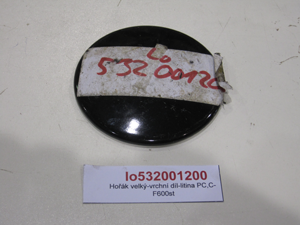 Lo
532 00120
lo532001200
Hořák velký-vrchní díl-litina PC,C-
F600st